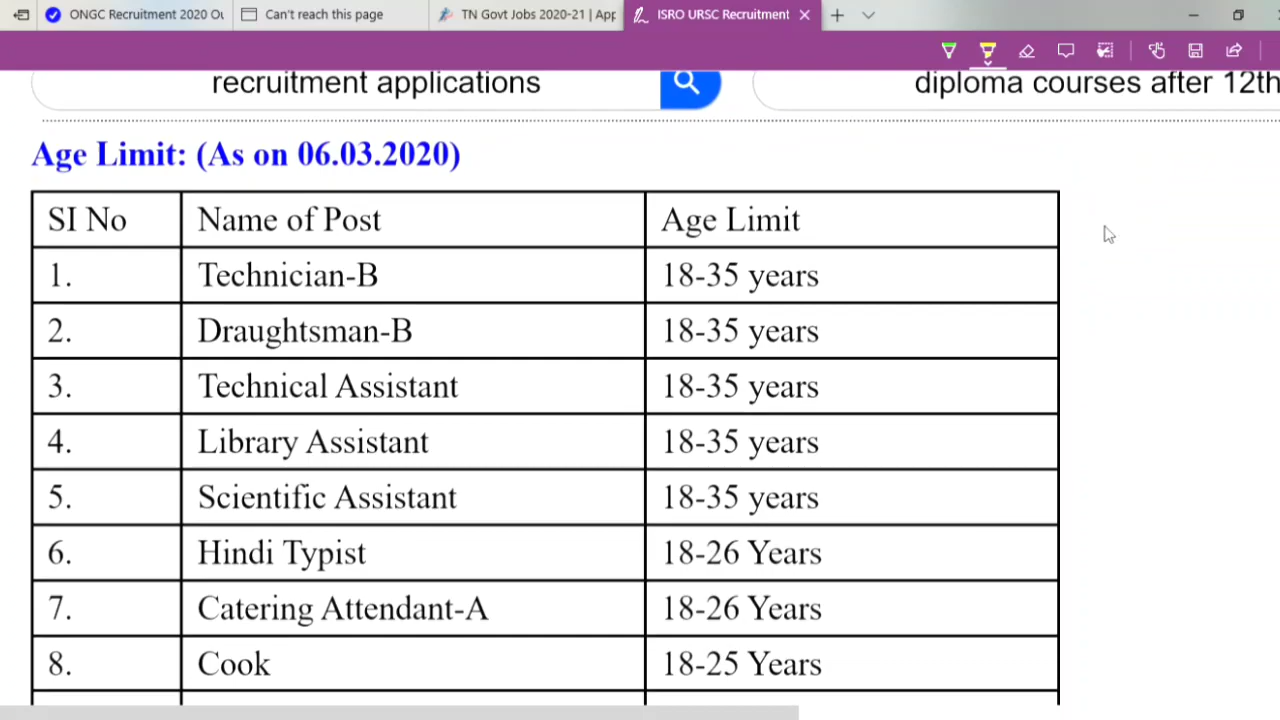 ONGC Recruitment 2020 Ou
Can't reach this page
TN Govt Jobs 2020-21 | App
ISRO URSC Recruitment
recruitment applications
diploma courses after 12th
Age Limit: (As on 06.03.2020)
SI No Name of Post Age Limit
1. Technician-B 18-35 years
2. Draughtsman-B 18-35 years
3. Technical Assistant 18-35 years
4. Library Assistant 18-35 years
5. Scientific Assistant 18-35 years
6. Hindi Typist 18-26 Years
7. Catering Attendant-A 18-26 Years
8. Cook 18-25 Years